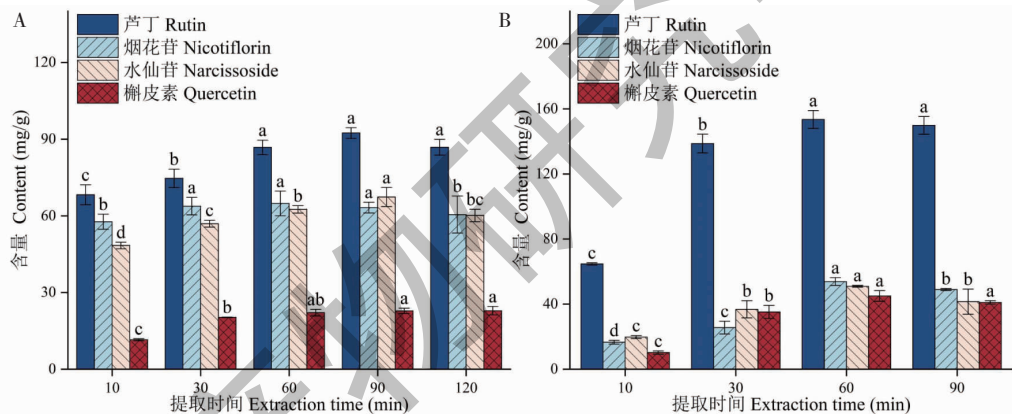 A
芦丁 Rutin
烟花苷 Nicotiflorin
水仙苷 Narcissoside
槲皮素 Quercetin
含量 Content (mg/g)
120
90
60
30
0
c b d c
b a c b
a a b ab
a a a a
a b bc a
10 30 60 90 120
提取时间 Extraction time (min)
B
芦丁 Rutin
烟花苷 Nicotiflorin
水仙苷 Narcissoside
槲皮素 Quercetin
含量 Content (mg/g)
200
160
120
80
40
0
c d c c
b c b b
a a a a
a b b a
10 30 60 90
提取时间 Extraction time (min)
物研究